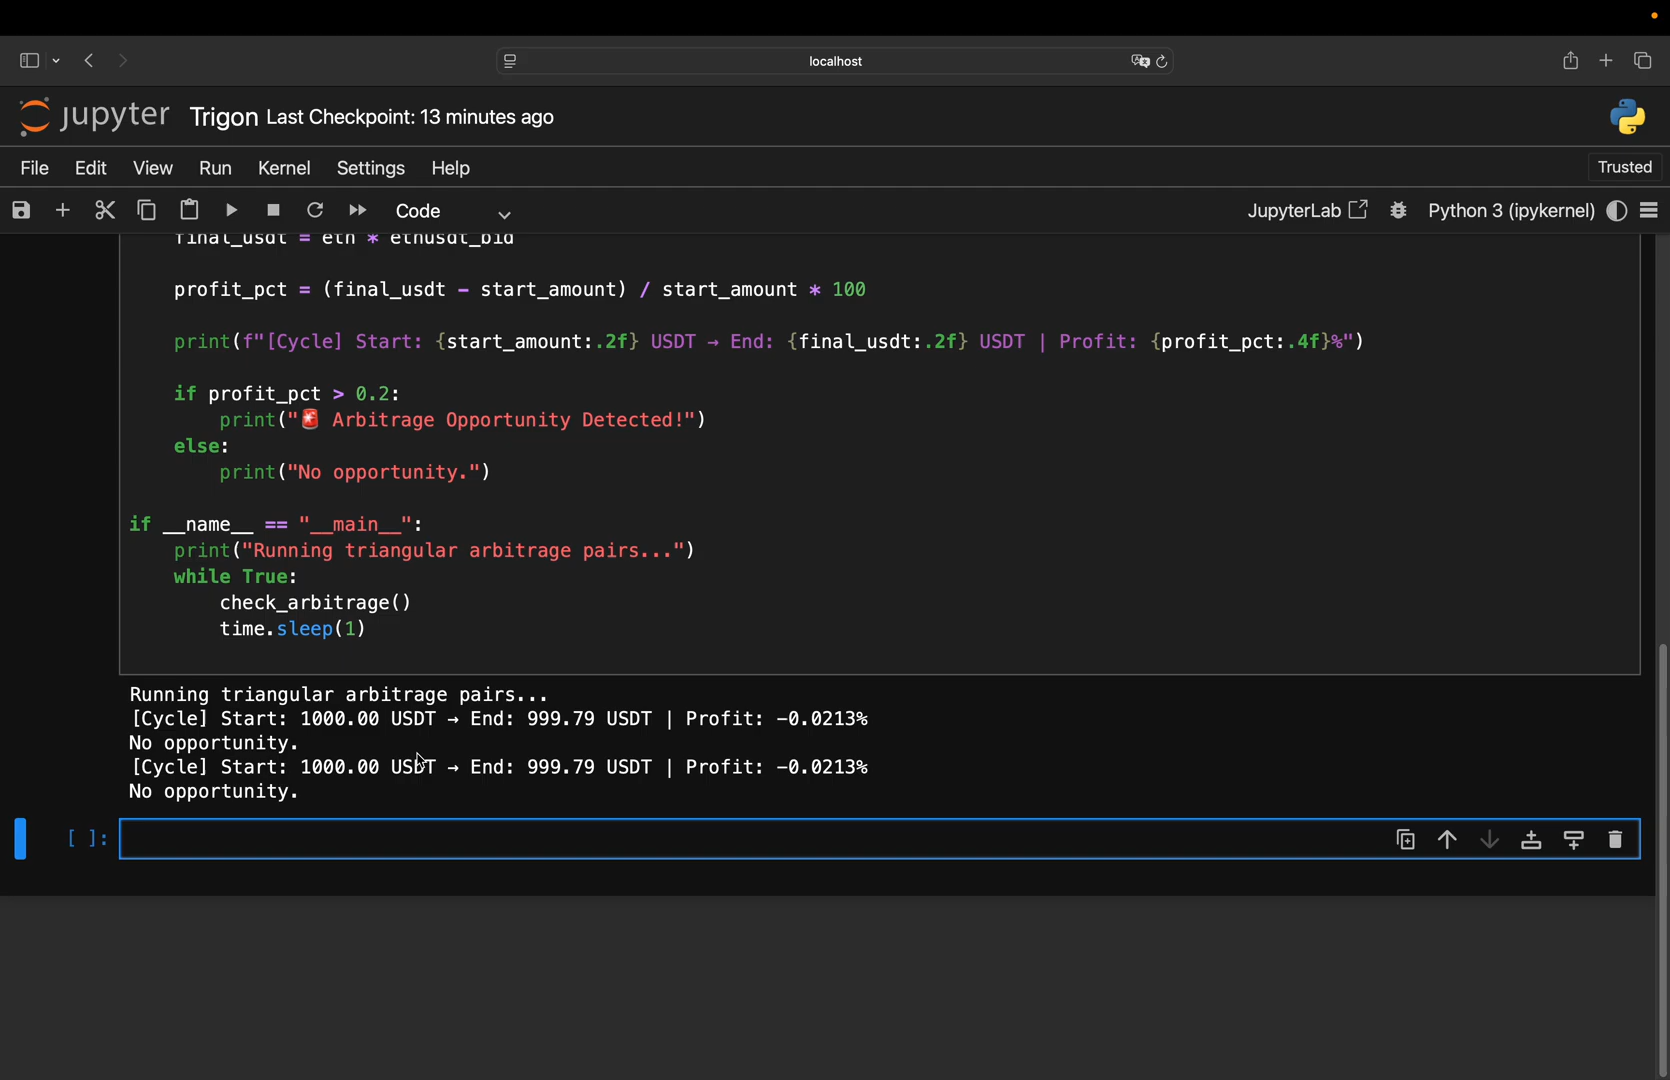 localhost
jupyter Trigon Last Checkpoint: 13 minutes ago
File Edit View Run Kernel Settings Help Trusted
Code JupyterLab Python 3 (ipykernel)
final_usdt = eth * ethusdt_bid
profit_pct = (final_usdt - start_amount) / start_amount * 100
print(f"[Cycle] Start: {start_amount:.2f} USDT → End: {final_usdt:.2f} USDT | Profit: {profit_pct:.4f}%")
if profit_pct > 0.2:
print("🚨 Arbitrage Opportunity Detected!")
else:
print("No opportunity.")
if __name__ == "__main__":
print("Running triangular arbitrage pairs...")
while True:
check_arbitrage()
time.sleep(1)
Running triangular arbitrage pairs...
[Cycle] Start: 1000.00 USDT → End: 999.79 USDT | Profit: -0.0213%
No opportunity.
[Cycle] Start: 1000.00 USDT → End: 999.79 USDT | Profit: -0.0213%
No opportunity.
[ ]: